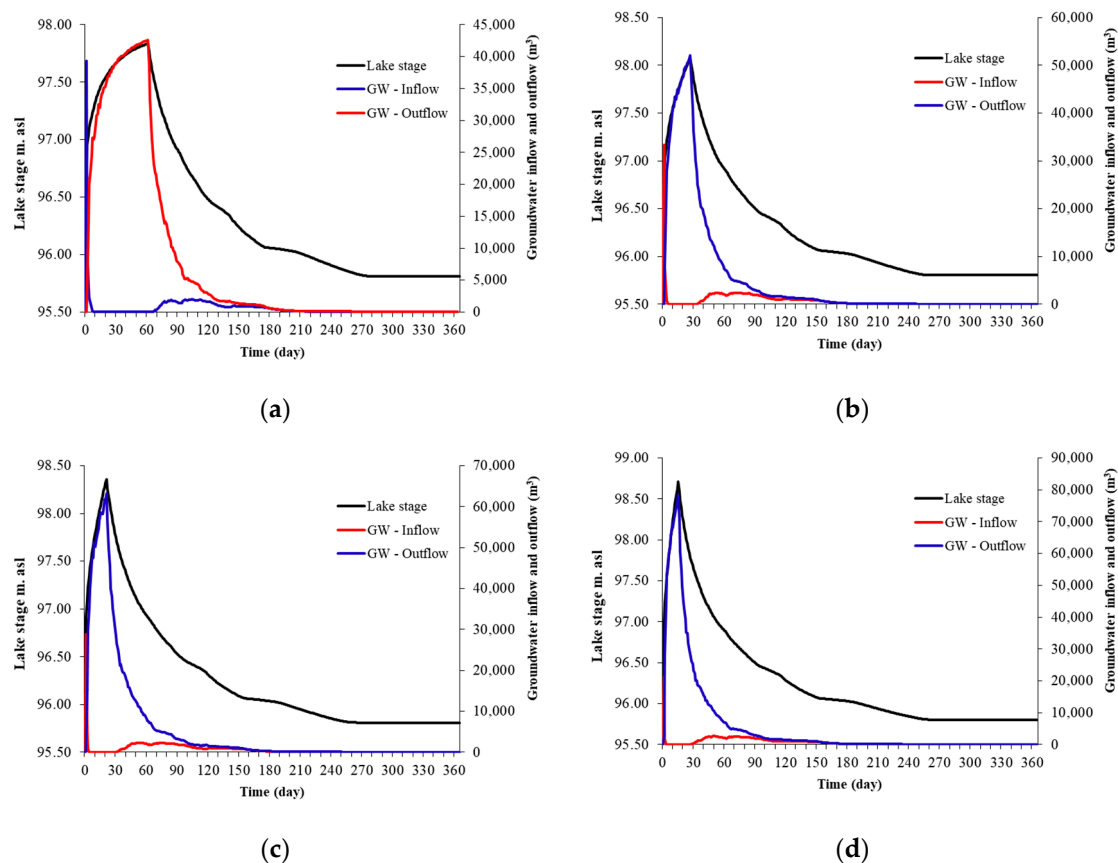 98.00
97.50
97.00
96.50
96.00
95.50
Lake stage m. asl
45,000
40,000
35,000
30,000
25,000
20,000
15,000
10,000
5,000
0
Groundwater inflow and outflow (m³)
Lake stage
GW - Inflow
GW - Outflow
0 30 60 90 120 150 180 210 240 270 300 330 360
Time (day)
(a)
98.50
98.00
97.50
97.00
96.50
96.00
95.50
Lake stage m. asl
60,000
50,000
40,000
30,000
20,000
10,000
0
Groundwater inflow and outflow (m³)
Lake stage
GW - Inflow
GW - Outflow
0 30 60 90 120 150 180 210 240 270 300 330 360
Time (day)
(b)
98.50
98.00
97.50
97.00
96.50
96.00
95.50
Lake stage m. asl
70,000
60,000
50,000
40,000
30,000
20,000
10,000
0
Groundwater inflow and outflow (m³)
Lake stage
GW - Inflow
GW - Outflow
0 30 60 90 120 150 180 210 240 270 300 330 360
Time (day)
(c)
99.00
98.50
98.00
97.50
97.00
96.50
96.00
95.50
Lake stage m. asl
90,000
80,000
70,000
60,000
50,000
40,000
30,000
20,000
10,000
0
Groundwater inflow and outflow (m³)
Lake stage
GW - Inflow
GW - Outflow
0 30 60 90 120 150 180 210 240 270 300 330 360
Time (day)
(d)